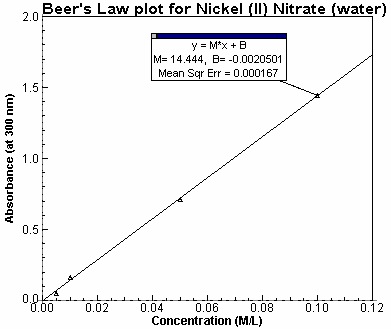 Beer's Law plot for Nickel (II) Nitrate (water)
y = M*x + B
M= 14.444, B= -0.0020501
Mean Sqr Err = 0.000167
Absorbance (at 300 nm)
2.0
1.5
1.0
0.5
0.0
0.00 0.02 0.04 0.06 0.08 0.10 0.12
Concentration (M/L)